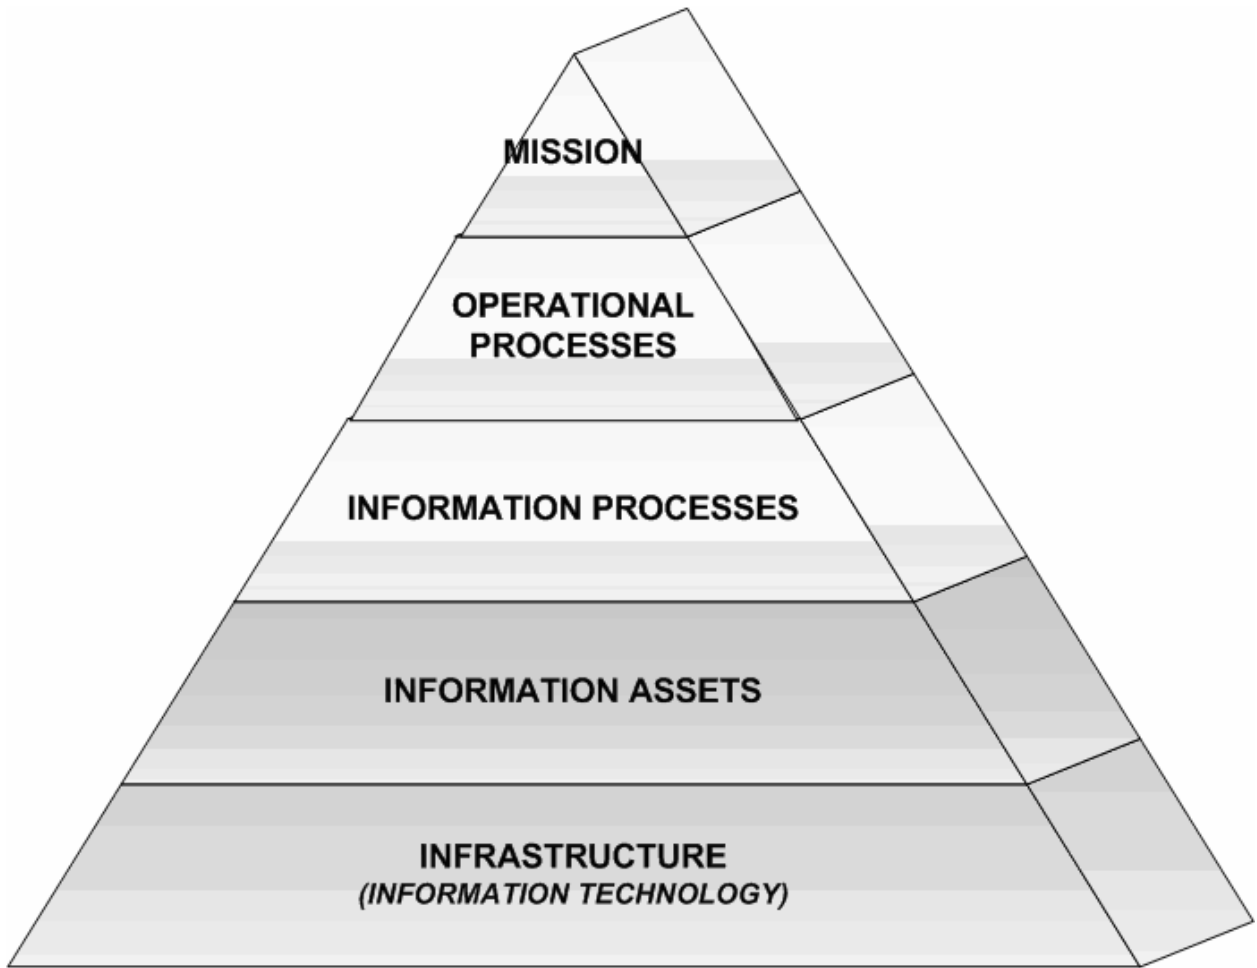 MISSION
OPERATIONAL
PROCESSES
INFORMATION PROCESSES
INFORMATION ASSETS
INFRASTRUCTURE
(INFORMATION TECHNOLOGY)